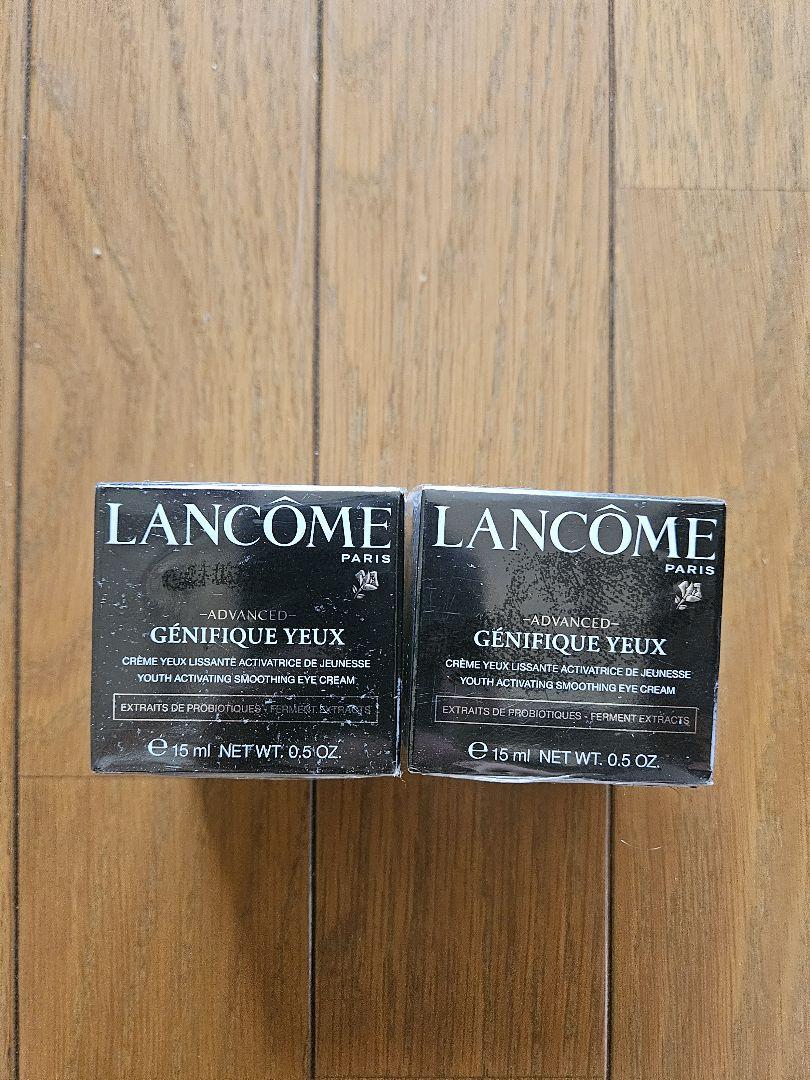 LANCÔME
PARIS
–ADVANCED–
GÉNIFIQUE YEUX
CRÈME YEUX LISSANTE ACTIVATRICE DE JEUNESSE
YOUTH ACTIVATING SMOOTHING EYE CREAM
EXTRAITS DE PROBIOTIQUES - FERMENT EXTRACTS
℮ 15 ml NET WT. 0.5 OZ.
LANCÔME
PARIS
–ADVANCED–
GÉNIFIQUE YEUX
CRÈME YEUX LISSANTE ACTIVATRICE DE JEUNESSE
YOUTH ACTIVATING SMOOTHING EYE CREAM
EXTRAITS DE PROBIOTIQUES - FERMENT EXTRACTS
℮ 15 ml NET WT. 0.5 OZ.